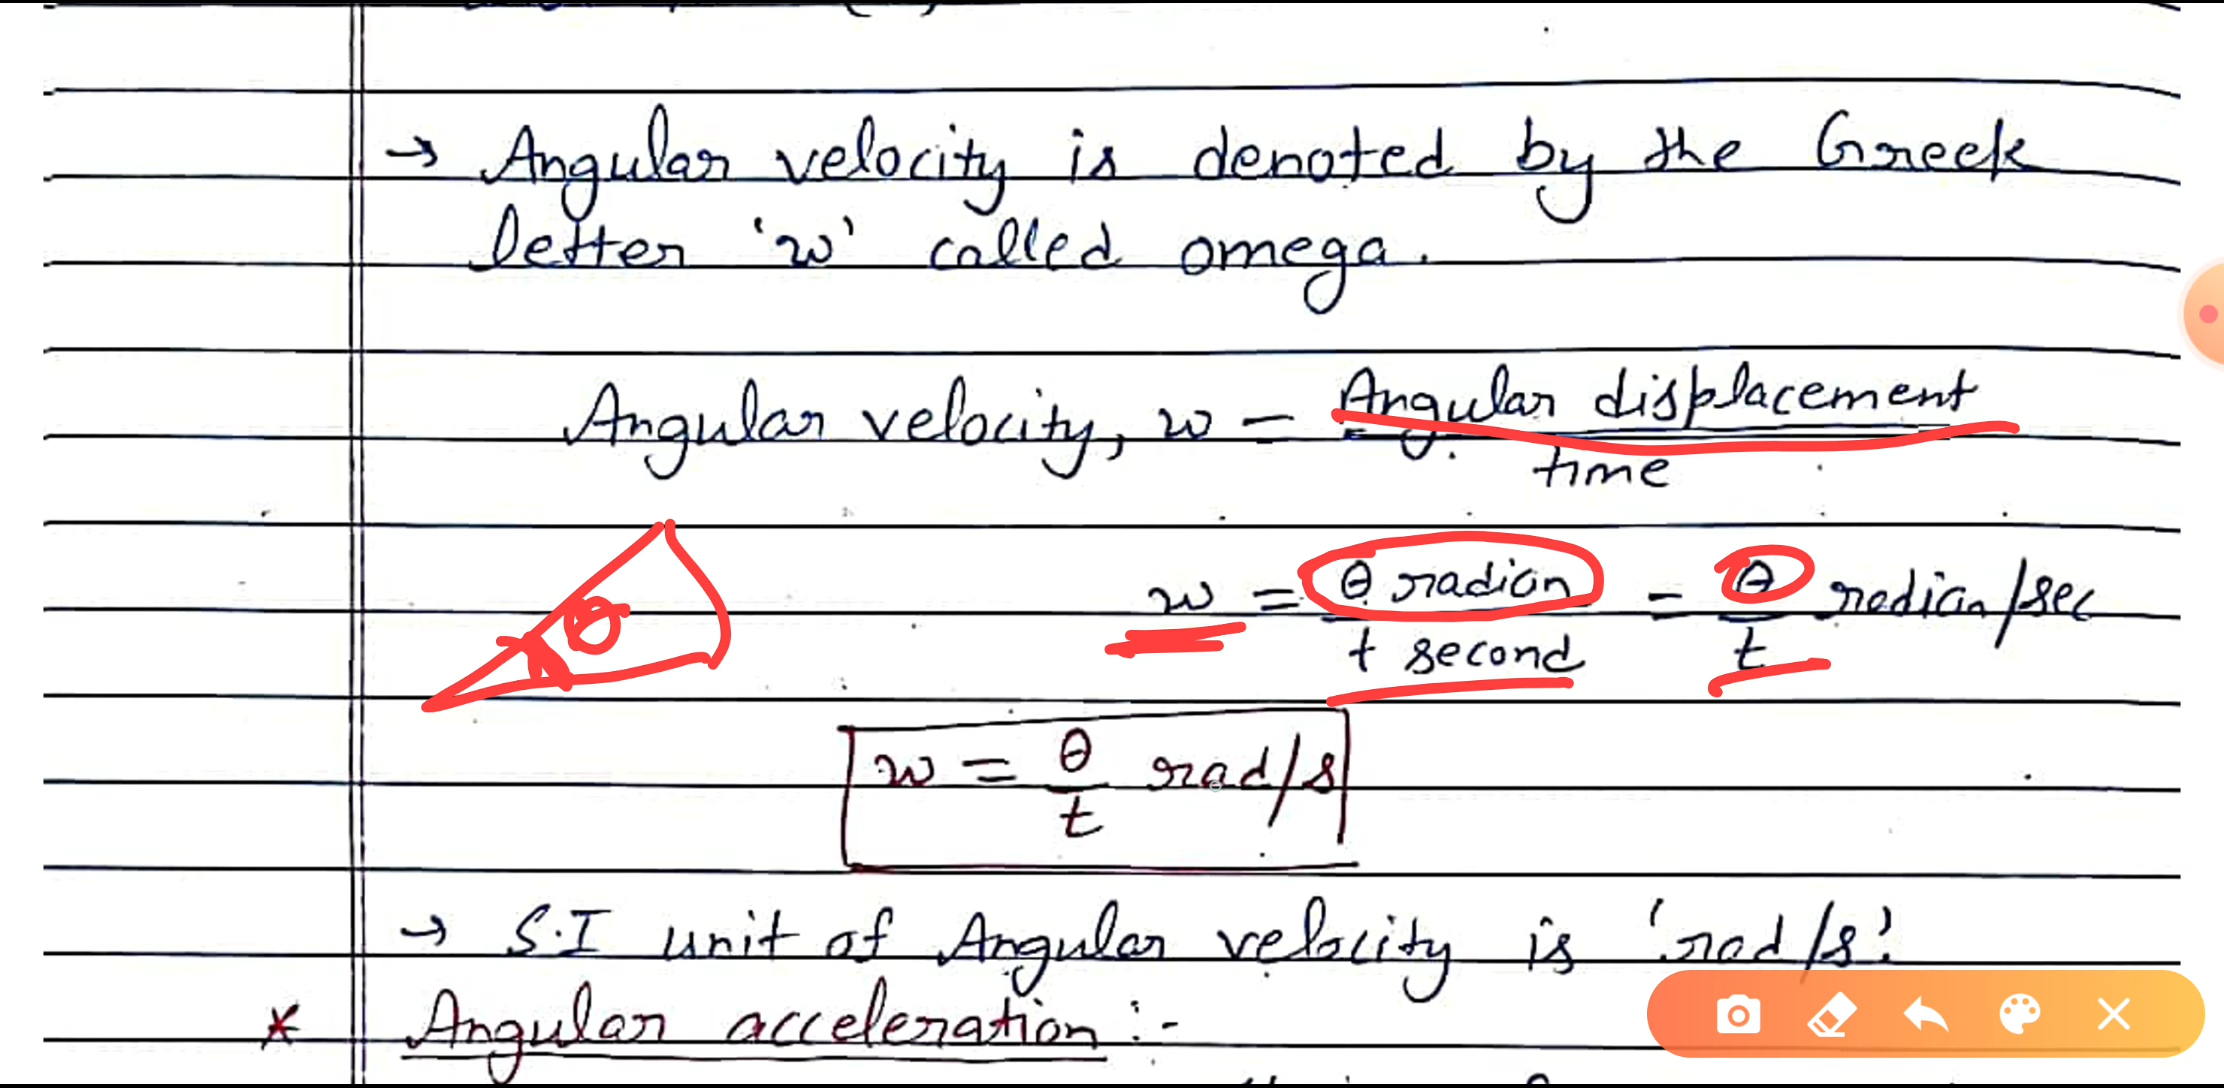 → Angular velocity is denoted by the Greek
letter 'ω' called omega.
Angular velocity, ω = Angular displacement / time
θ
ω = θ radian / t second = θ / t radian/sec
ω = θ / t rad/s
→ S.I unit of Angular velocity is 'rad/s'.
* Angular acceleration :-